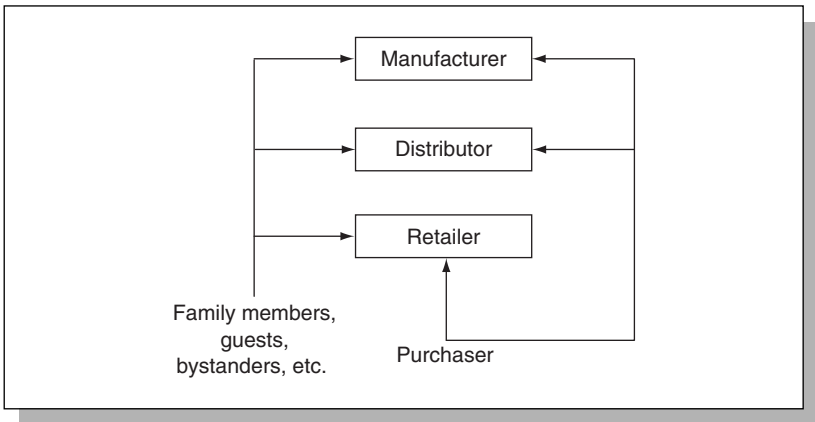 Manufacturer
Distributor
Retailer
Family members,
guests,
bystanders, etc.
Purchaser